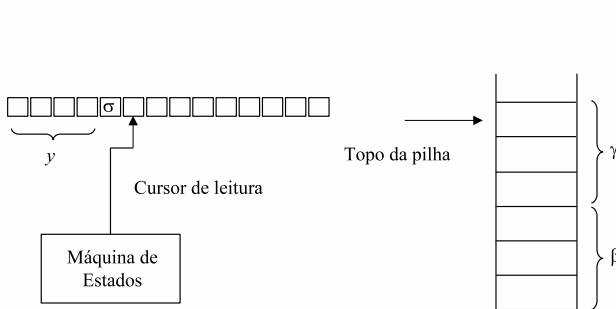 σ
y
Cursor de leitura
Máquina de
Estados
Topo da pilha
γ
β